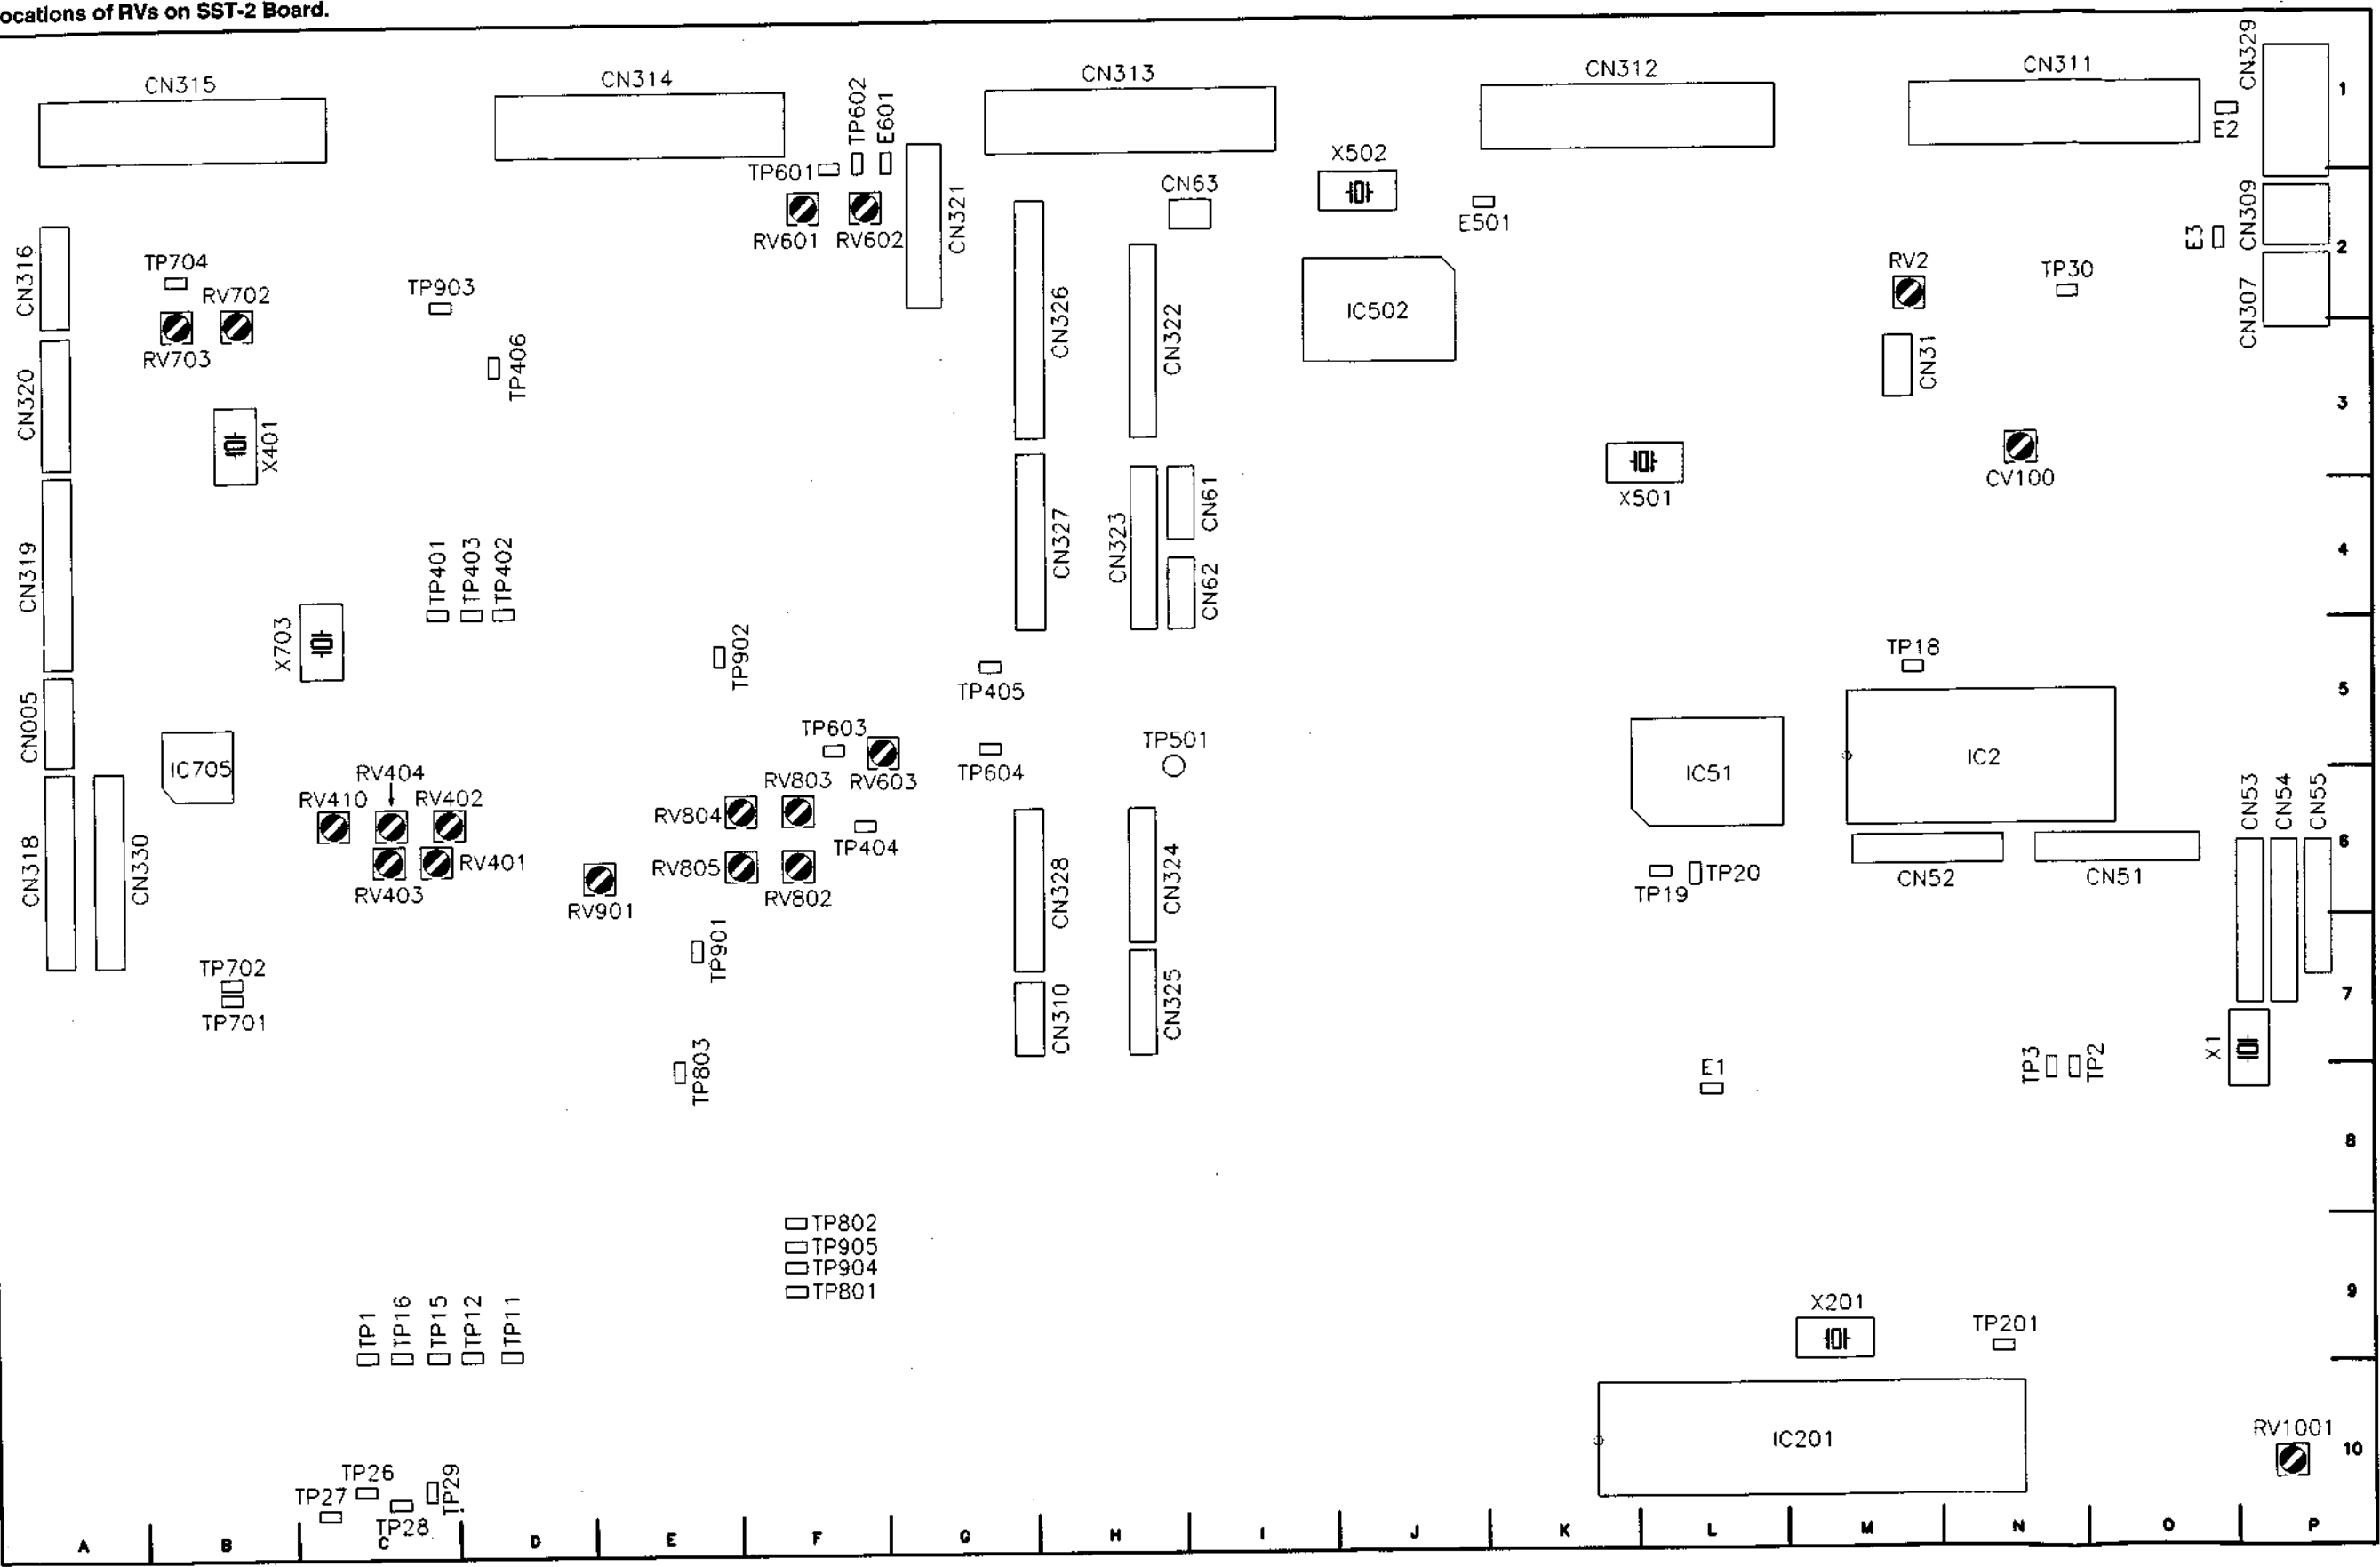 ocations of RVs on SST-2 Board.
CN315
CN314
CN313
CN312
CN311
CN329
1
TP602
E601
E2
TP601
X502
CN63
CN321
RV601
RV602
E501
CN309
E3
2
CN316
TP704
RV702
TP903
CN326
CN322
IC502
RV2
TP30
CN307
RV703
TP406
CN31
CN320
3
X401
X501
CV100
CN319
TP401
TP403
TP402
CN327
CN323
CN61
CN62
4
X703
TP902
TP405
TP18
5
CN005
IC705
TP603
RV603
TP604
TP501
IC51
IC2
RV404
RV410
RV402
RV803
RV804
TP404
CN53
CN54
CN55
CN318
CN330
RV403
RV401
RV901
RV805
RV802
CN328
CN324
TP19
TP20
CN52
CN51
6
TP901
TP702
TP701
CN310
CN325
7
TP803
E1
TP3
TP2
X1
8
TP802
TP905
TP904
TP801
9
TP1
TP16
TP15
TP12
TP11
X201
TP201
IC201
RV1001
10
TP26
TP27
TP28
TP29
A B C D E F G H I J K L M N O P